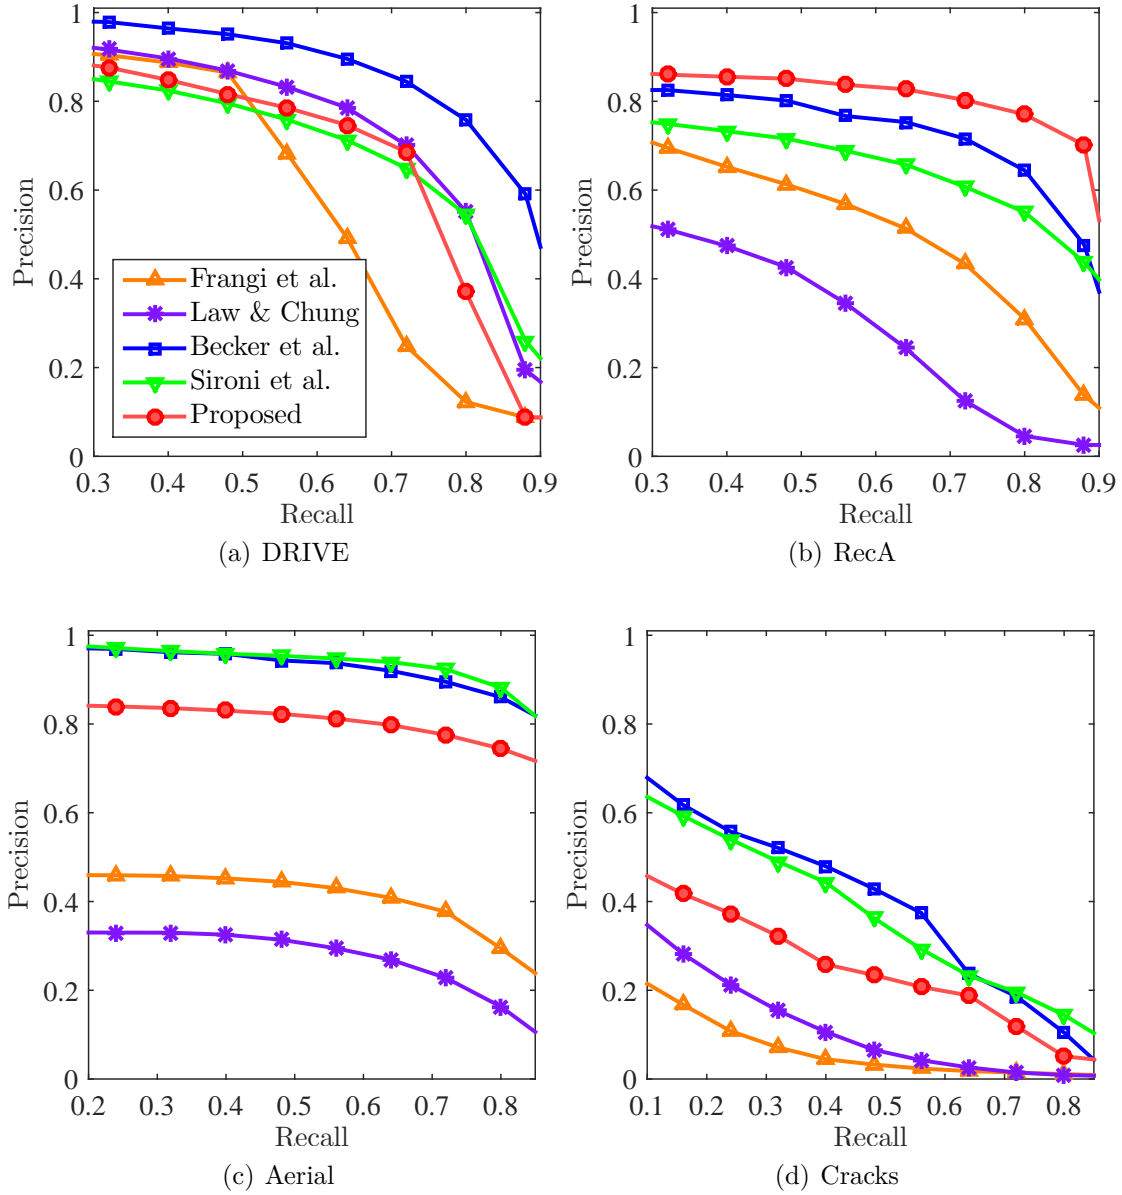 1
0.8
0.6
0.4
0.2
0
Precision
0.3 0.4 0.5 0.6 0.7 0.8 0.9
Recall
Frangi et al.
Law & Chung
Becker et al.
Sironi et al.
Proposed
(a) DRIVE
1
0.8
0.6
0.4
0.2
0
Precision
0.3 0.4 0.5 0.6 0.7 0.8 0.9
Recall
(b) RecA
1
0.8
0.6
0.4
0.2
0
Precision
0.2 0.3 0.4 0.5 0.6 0.7 0.8
Recall
(c) Aerial
1
0.8
0.6
0.4
0.2
0
Precision
0.1 0.2 0.3 0.4 0.5 0.6 0.7 0.8
Recall
(d) Cracks